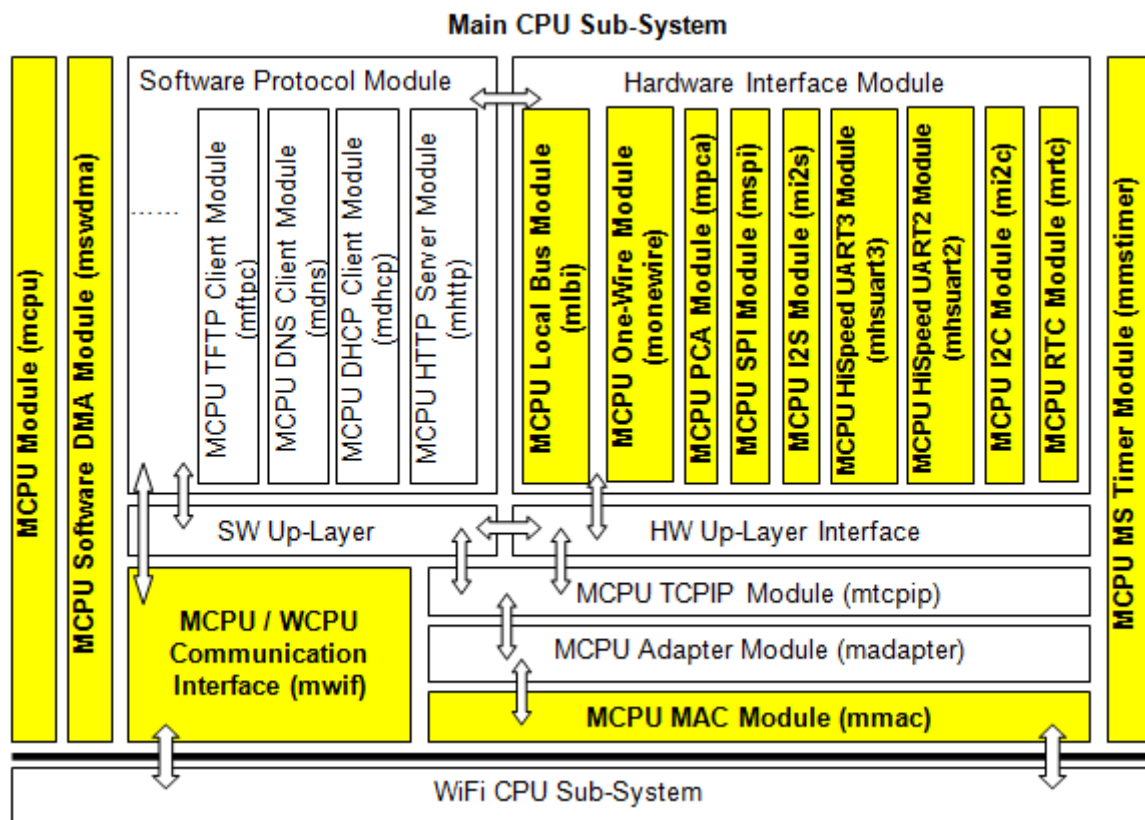 Main CPU Sub-System
MCPU Module (mcpu)
MCPU Software DMA Module (mswdma)
Software Protocol Module
........
MCPU TFTP Client Module
(mftpc)
MCPU DNS Client Module
(mdns)
MCPU DHCP Client Module
(mdhcp)
MCPU HTTP Server Module
(mhttp)
Hardware Interface Module
MCPU Local Bus Module
(mlbi)
MCPU One-Wire Module
(monewire)
MCPU PCA Module (mpca)
MCPU SPI Module (mspi)
MCPU I2S Module (mi2s)
MCPU HiSpeed UART3 Module
(mhsuart3)
MCPU HiSpeed UART2 Module
(mhsuart2)
MCPU I2C Module (mi2c)
MCPU RTC Module (mrtc)
MCPU MS Timer Module (mmstimer)
SW Up-Layer
HW Up-Layer Interface
MCPU / WCPU
Communication
Interface (mwif)
MCPU TCPIP Module (mtcpip)
MCPU Adapter Module (madapter)
MCPU MAC Module (mmac)
WiFi CPU Sub-System